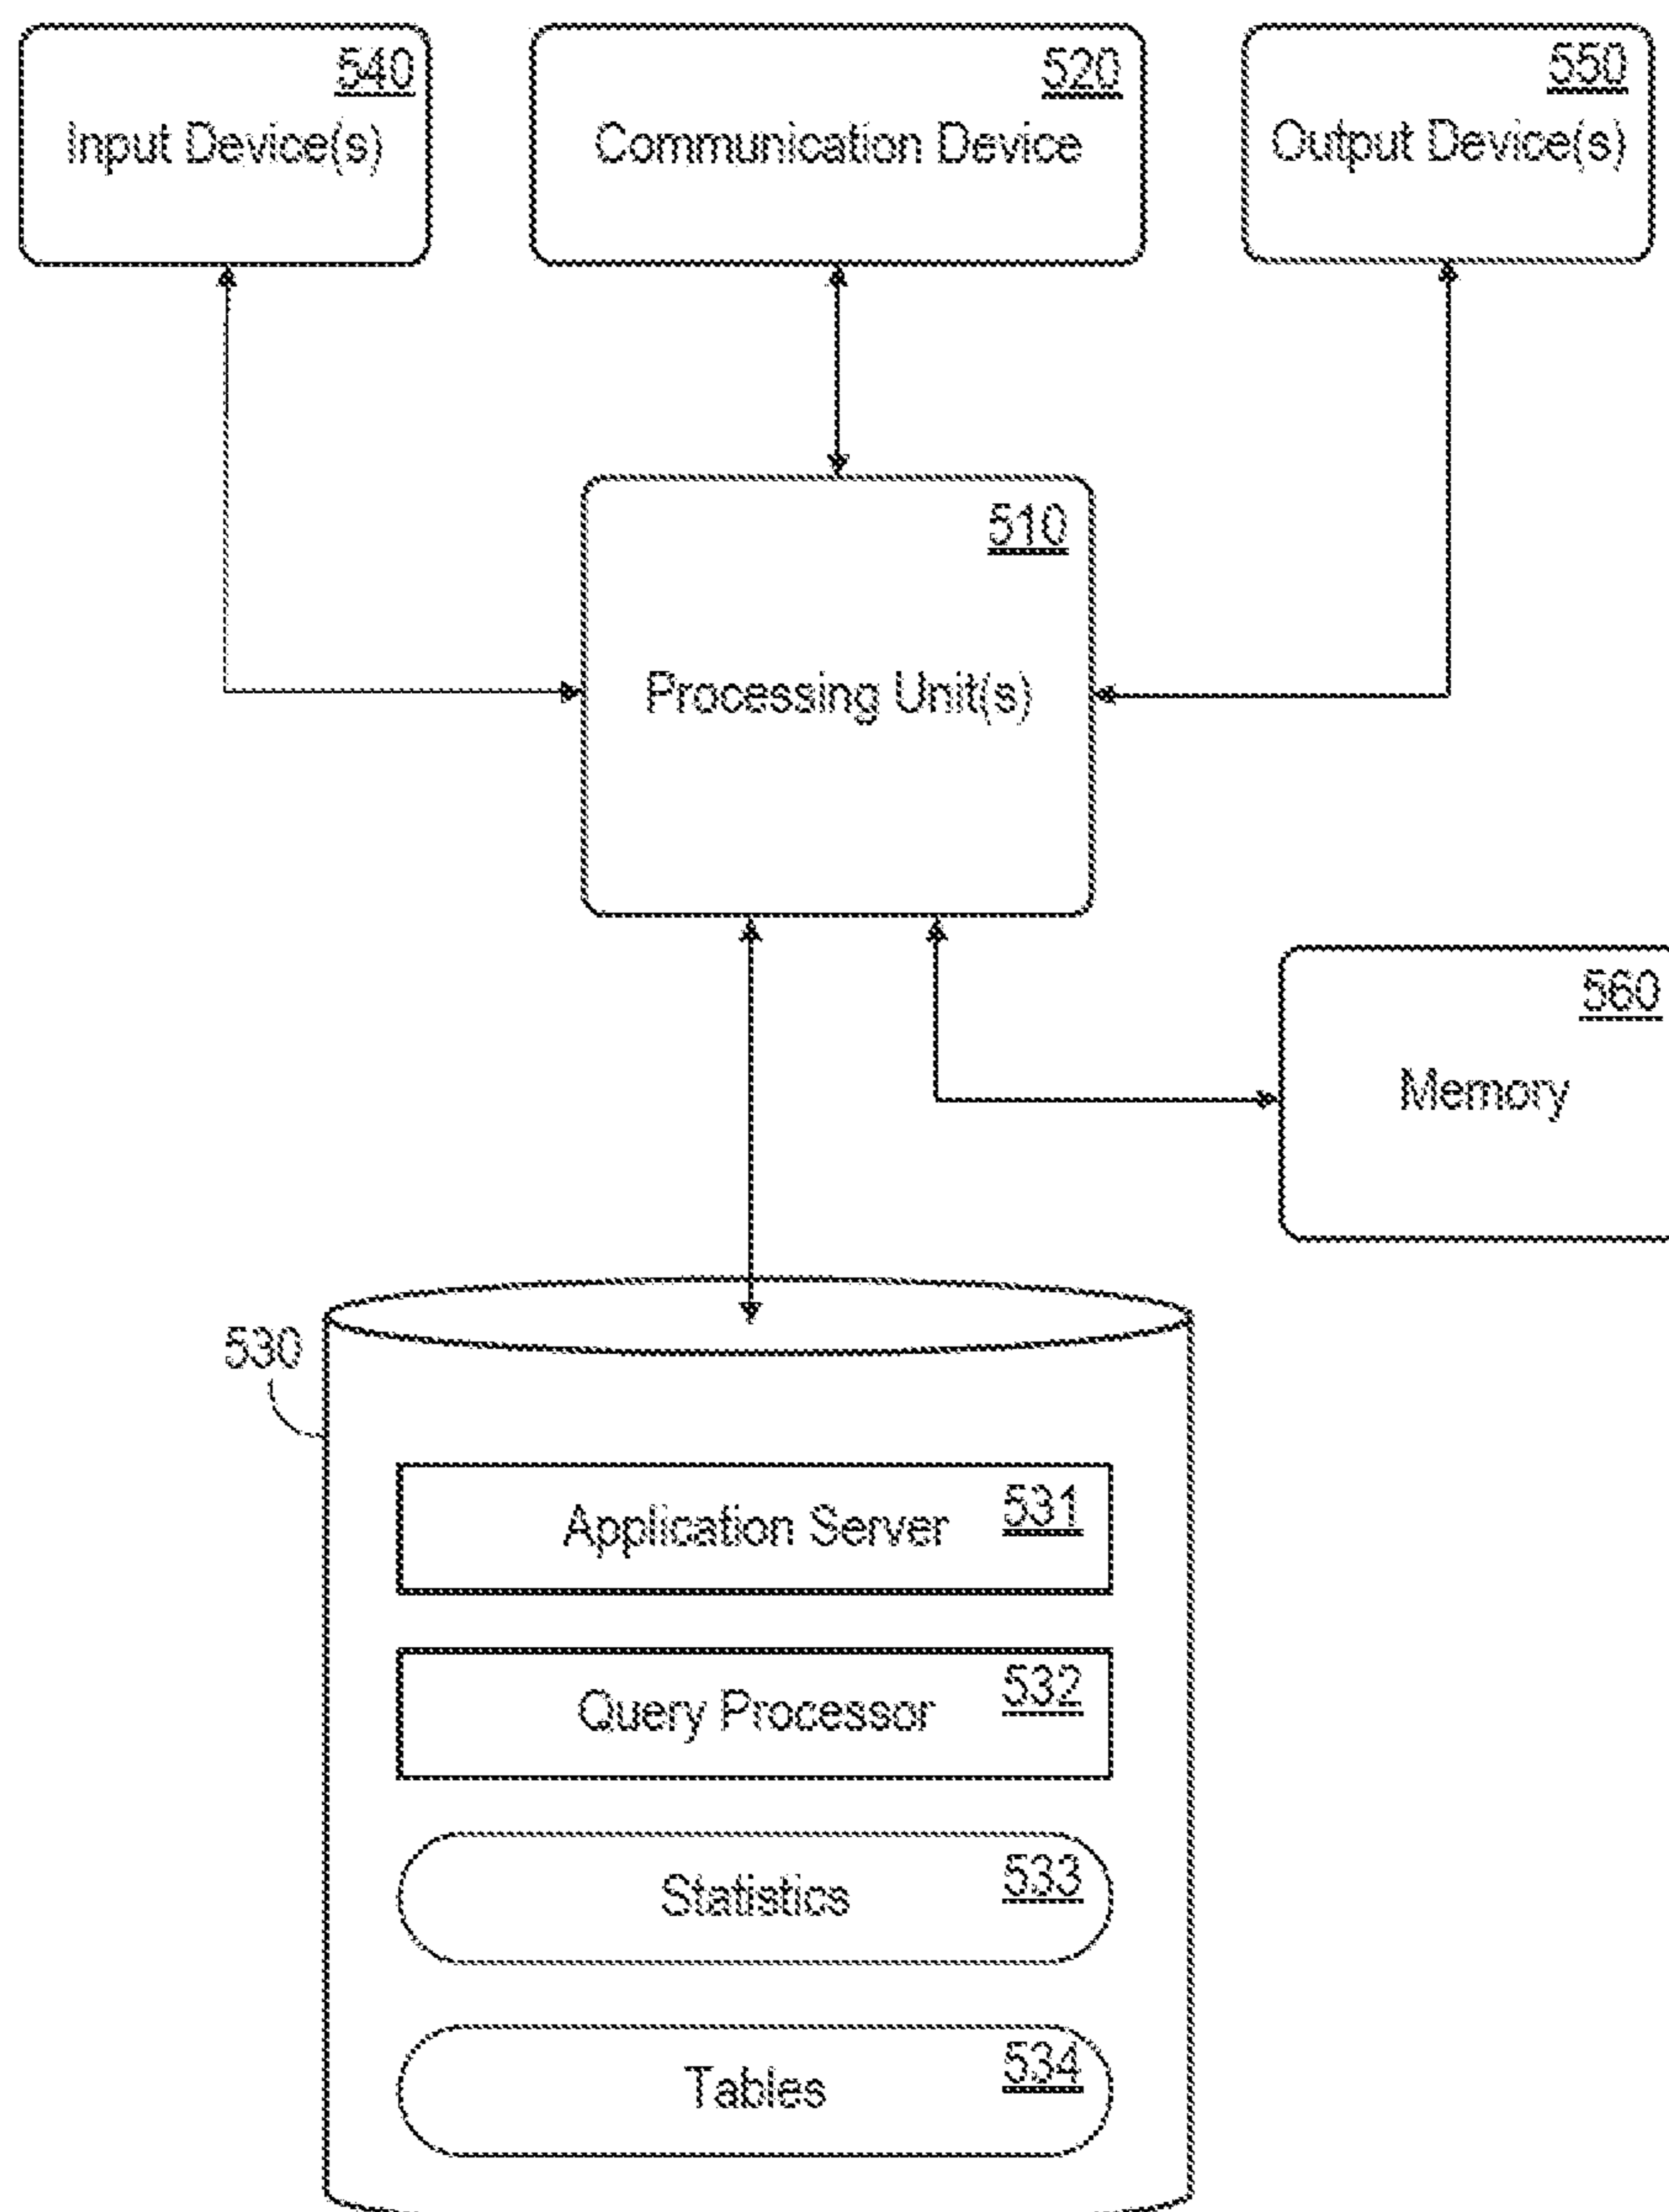 540
Input Device(s)
520
Communication Device
550
Output Device(s)
510
Processing Unit(s)
560
Memory
530
531
Application Server
532
Query Processor
533
Statistics
534
Tables